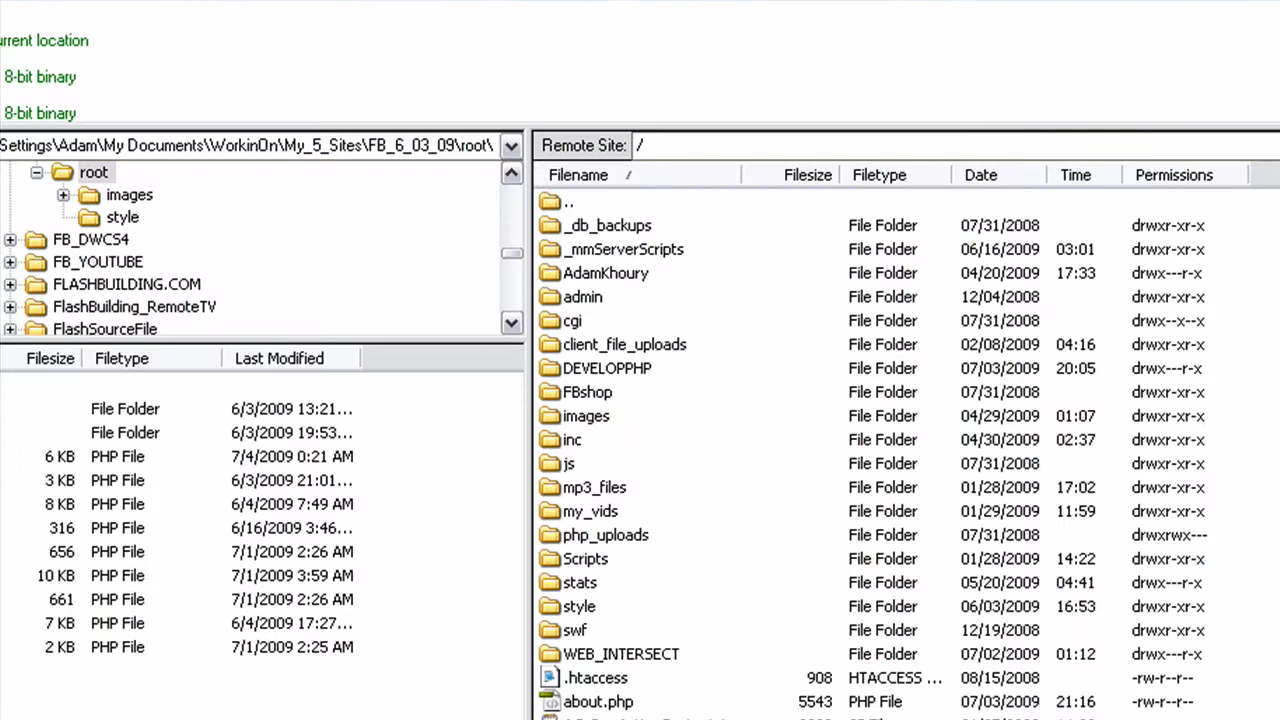 urrent location
8-bit binary
8-bit binary
Settings\Adam\My Documents\WorkinOn\My_5_Sites\FB_6_03_09\root\
root
images
style
FB_DWCS4
FB_YOUTUBE
FLASHBUILDING.COM
FlashBuilding_RemoteTV
FlashSourceFile
Filesize Filetype Last Modified
File Folder 6/3/2009 13:21...
File Folder 6/3/2009 19:53...
6 KB PHP File 7/4/2009 0:21 AM
3 KB PHP File 6/3/2009 21:01...
8 KB PHP File 6/4/2009 7:49 AM
316 PHP File 6/16/2009 3:46...
656 PHP File 7/1/2009 2:26 AM
10 KB PHP File 7/1/2009 3:59 AM
661 PHP File 7/1/2009 2:26 AM
7 KB PHP File 6/4/2009 17:27...
2 KB PHP File 7/1/2009 2:25 AM
Remote Site: /
Filename / Filesize Filetype Date Time Permissions
..
_db_backups File Folder 07/31/2008 drwxr-xr-x
_mmServerScripts File Folder 06/16/2009 03:01 drwxr-xr-x
AdamKhoury File Folder 04/20/2009 17:33 drwx---r-x
admin File Folder 12/04/2008 drwxr-xr-x
cgi File Folder 07/31/2008 drwx--x--x
client_file_uploads File Folder 02/08/2009 04:16 drwxr-xr-x
DEVELOPPHP File Folder 07/03/2009 20:05 drwx---r-x
FBshop File Folder 07/31/2008 drwxr-xr-x
images File Folder 04/29/2009 01:07 drwxr-xr-x
inc File Folder 04/30/2009 02:37 drwxr-xr-x
js File Folder 07/31/2008 drwxr-xr-x
mp3_files File Folder 01/28/2009 17:02 drwxr-xr-x
my_vids File Folder 01/29/2009 11:59 drwxr-xr-x
php_uploads File Folder 07/31/2008 drwxrwx---
Scripts File Folder 01/28/2009 14:22 drwxr-xr-x
stats File Folder 05/20/2009 04:41 drwx---r-x
style File Folder 06/03/2009 16:53 drwxr-xr-x
swf File Folder 12/19/2008 drwxr-xr-x
WEB_INTERSECT File Folder 07/02/2009 01:12 drwx---r-x
.htaccess 908 HTACCESS ... 08/15/2008 -rw-r--r--
about.php 5543 PHP File 07/03/2009 21:16 -rw-r--r--